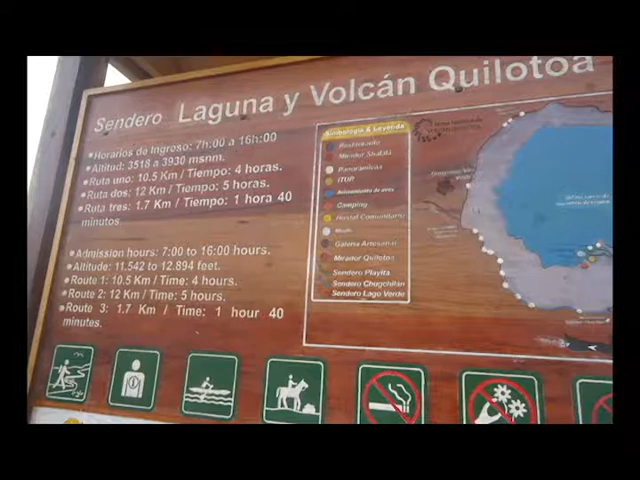 Sendero Laguna y Volcán Quilotoa
Horarios de Ingreso: 7h:00 a 16h:00
Altitud: 3518 a 3930 msnm.
Ruta uno: 10.5 Km / Tiempo: 4 horas.
Ruta dos: 12 Km / Tiempo: 5 horas.
Ruta tres: 1.7 Km / Tiempo: 1 hora 40
minutos
Admission hours: 7:00 to 16:00 hours.
Altitude: 11.542 to 12.894 feet.
Route 1: 10.5 Km / Time: 4 hours.
Route 2: 12 Km / Time: 5 hours.
Route 3: 1.7 Km / Time: 1 hour 40
minutes.
Simbología & Leyenda
Restaurante
Mirador Shalalá
Panorámicas
Camping
Hostal Comunitario
Galería Artesanal
Mirador Quilotoa
Sendero Playita
Sendero Chugchilán
Sendero Lago Verde